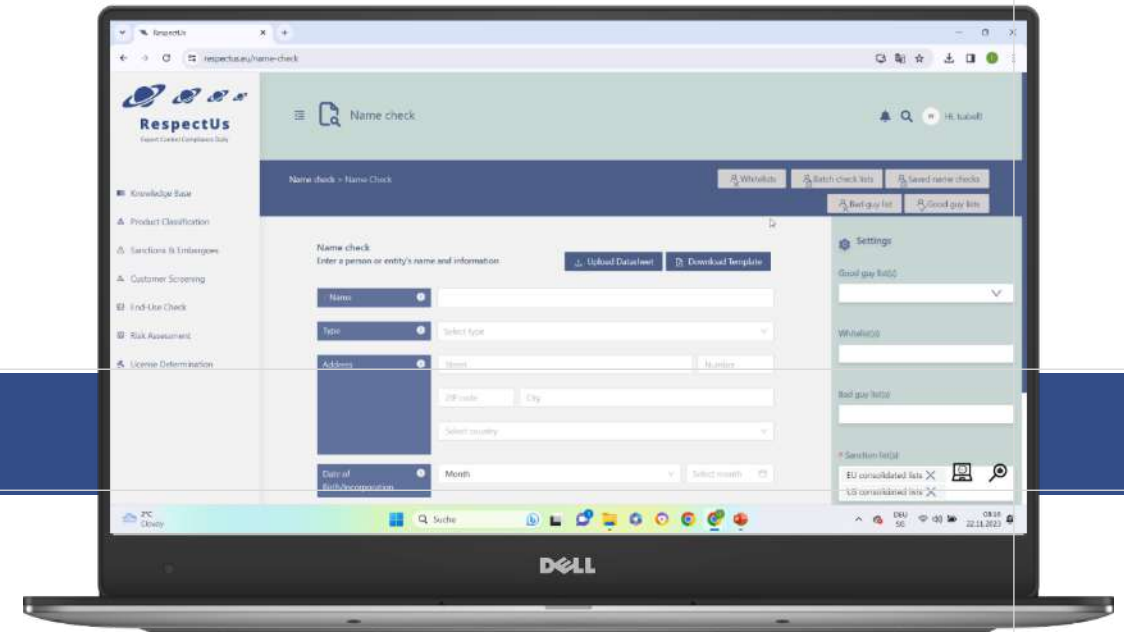 RespectUs
respectus.eu/name-check
RespectUs
Export Control Compliance Daily
Name check
Hi, Isabell!
Name check > Name Check
Whitelists
Batch check lists
Saved name checks
Bad guy list
Good guy lists
Knowledge Base
Product Classification
Sanctions & Embargoes
Customer Screening
End-Use Check
Risk Assessment
License Determination
Name check
Enter a person or entity's name and information
Upload Datasheet
Download Template
Name
Type
Select type
Address
Street
Number
ZIP code
City
Select country
Date of
Birth/Incorporation
Month
Select month
Settings
Good guy list(s)
Whitelist(s)
Bad guy list(s)
* Sanction list(s)
EU consolidated lists
US consolidated lists
2°C
Cloudy
Suche
DEU
SG
08:18
22.11.2023
DELL